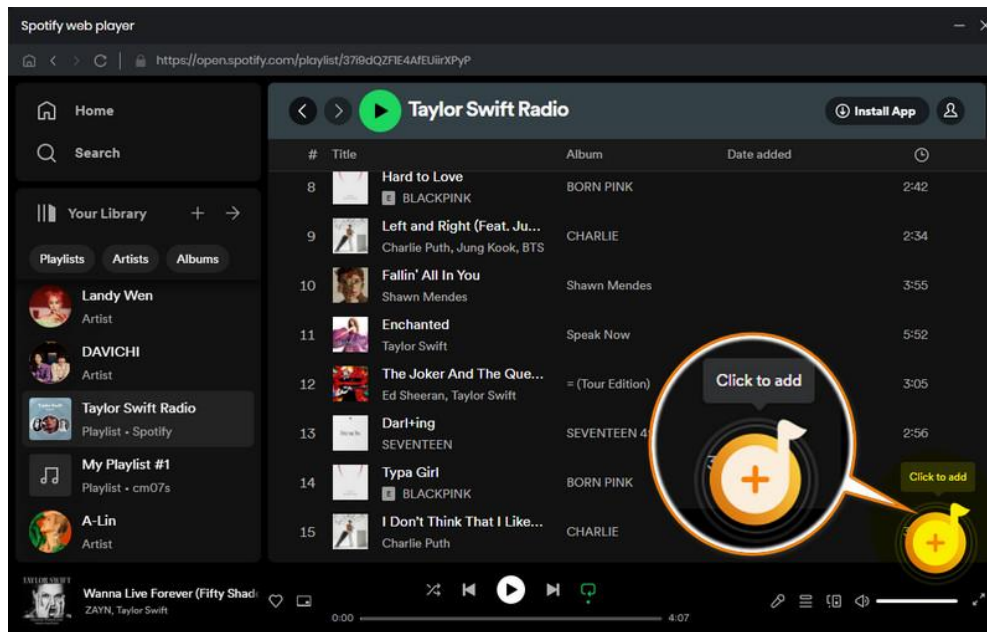 Spotify web player
https://open.spotify.com/playlist/37i9dQZF1E4AfEUiirXPyP
Home
Search
Your Library
Playlists Artists Albums
Landy Wen
Artist
DAVICHI
Artist
Taylor Swift Radio
Playlist • Spotify
My Playlist #1
Playlist • cm07s
A-Lin
Artist
Taylor Swift Radio
Install App
# Title Album Date added
8 Hard to Love BORN PINK 2:42
E BLACKPINK
9 Left and Right (Feat. Ju... CHARLIE 2:34
Charlie Puth, Jung Kook, BTS
10 Fallin' All In You Shawn Mendes 3:55
Shawn Mendes
11 Enchanted Speak Now 5:52
Taylor Swift
12 The Joker And The Que... = (Tour Edition) 3:05
Ed Sheeran, Taylor Swift
13 Darl+ing SEVENTEEN 2:56
SEVENTEEN
14 Typa Girl BORN PINK
E BLACKPINK
15 I Don't Think That I Like... CHARLIE
Charlie Puth
Click to add
Click to add
TAYLOR SWIFT
Wanna Live Forever (Fifty Shad
ZAYN, Taylor Swift
0:00 4:07